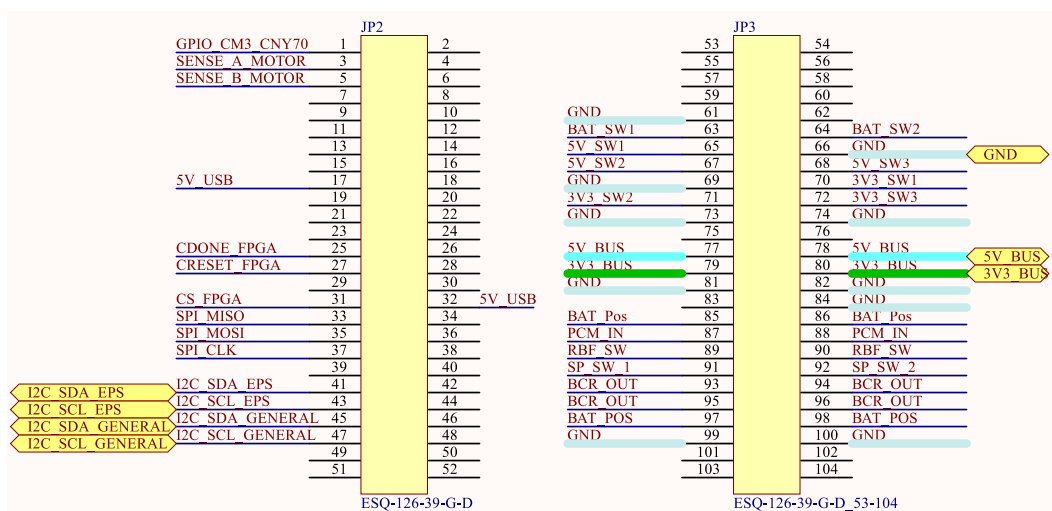 JP2 JP3
GPIO_CM3_CNY70 1 2 53 54
SENSE_A_MOTOR 3 4 55 56
SENSE_B_MOTOR 5 6 57 58
7 8 59 60
9 10 GND 61 62
11 12 BAT_SW1 63 64 BAT_SW2
13 14 5V_SW1 65 66 GND GND
15 16 5V_SW2 67 68 5V_SW3
5V_USB 17 18 GND 69 70 3V3_SW1
19 20 3V3_SW2 71 72 3V3_SW3
21 22 GND 73 74 GND
23 24 75 76
CDONE_FPGA 25 26 5V_BUS 77 78 5V_BUS 5V_BUS
CRESET_FPGA 27 28 3V3_BUS 79 80 3V3_BUS 3V3_BUS
29 30 GND 81 82 GND
CS_FPGA 31 32 5V_USB 83 84 GND
SPI_MISO 33 34 BAT_Pos 85 86 BAT_Pos
SPI_MOSI 35 36 PCM_IN 87 88 PCM_IN
SPI_CLK 37 38 RBF_SW 89 90 RBF_SW
39 40 SP_SW_1 91 92 SP_SW_2
I2C_SDA_EPS I2C_SDA_EPS 41 42 BCR_OUT 93 94 BCR_OUT
I2C_SCL_EPS I2C_SCL_EPS 43 44 BCR_OUT 95 96 BCR_OUT
I2C_SDA_GENERAL I2C_SDA_GENERAL 45 46 BAT_POS 97 98 BAT_POS
I2C_SCL_GENERAL I2C_SCL_GENERAL 47 48 GND 99 100 GND
49 50 101 102
51 52 103 104
ESQ-126-39-G-D ESQ-126-39-G-D_53-104